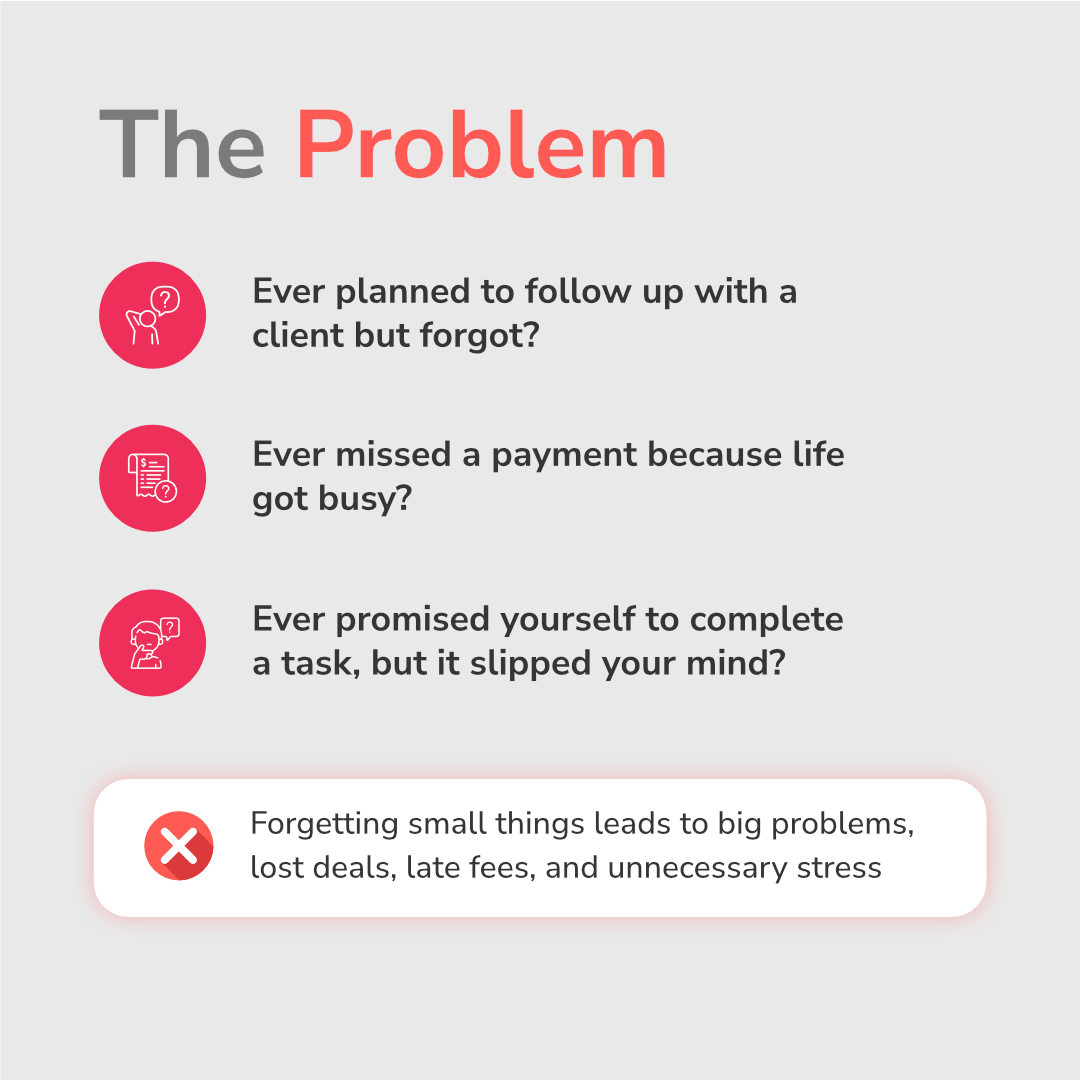 The Problem
?
Ever planned to follow up with a
client but forgot?
$
?
Ever missed a payment because life
got busy?
?
Ever promised yourself to complete
a task, but it slipped your mind?
Forgetting small things leads to big problems,
lost deals, late fees, and unnecessary stress